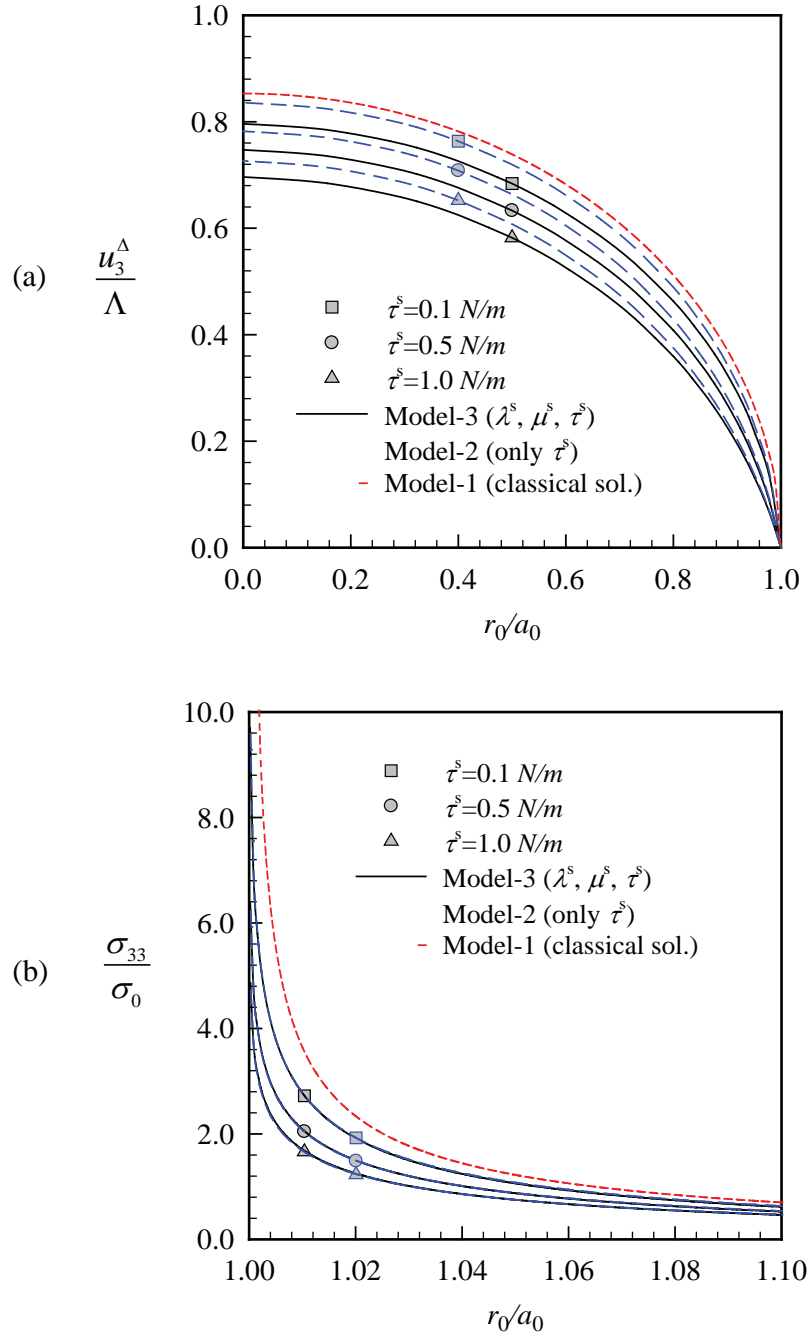 1.0
0.8
0.6
0.4
0.2
0.0
(a)
u₃^Δ
Λ
τˢ=0.1 N/m
τˢ=0.5 N/m
τˢ=1.0 N/m
Model-3 (λˢ, μˢ, τˢ)
Model-2 (only τˢ)
Model-1 (classical sol.)
0.0 0.2 0.4 0.6 0.8 1.0
r₀/a₀
10.0
8.0
6.0
4.0
2.0
0.0
(b)
σ₃₃
σ₀
τˢ=0.1 N/m
τˢ=0.5 N/m
τˢ=1.0 N/m
Model-3 (λˢ, μˢ, τˢ)
Model-2 (only τˢ)
Model-1 (classical sol.)
1.00 1.02 1.04 1.06 1.08 1.10
r₀/a₀